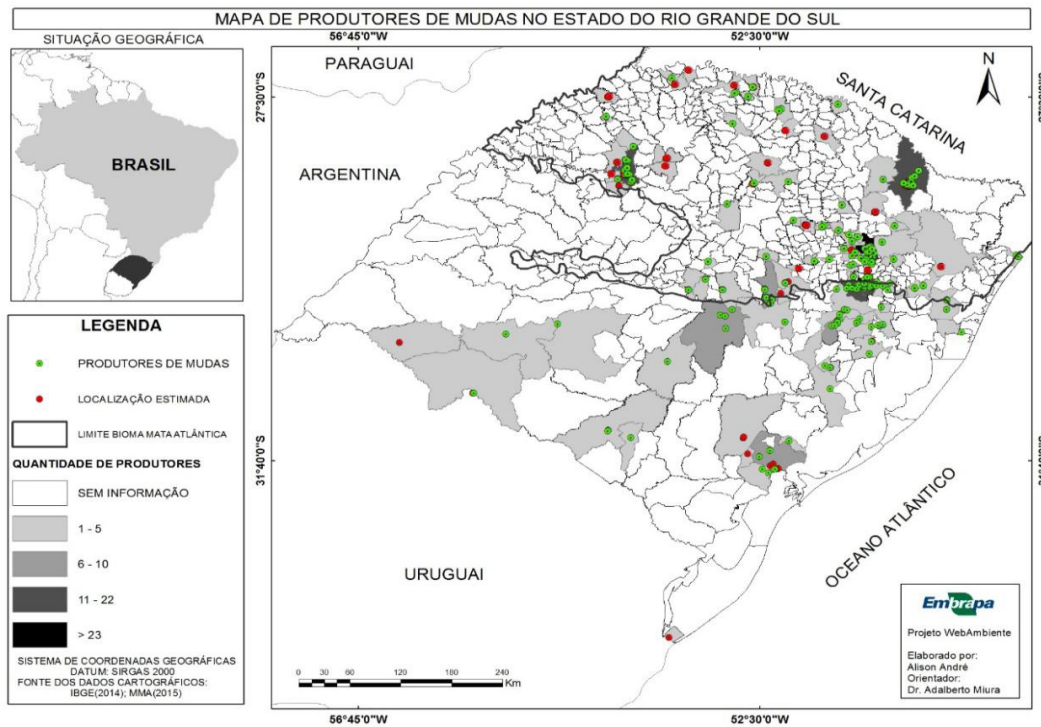 MAPA DE PRODUTORES DE MUDAS NO ESTADO DO RIO GRANDE DO SUL
SITUAÇÃO GEOGRÁFICA
BRASIL
56°45'0"W
52°30'0"W
PARAGUAI
SANTA CATARINA
N
27°30'0"S
ARGENTINA
31°40'0"S
URUGUAI
OCEANO ATLÂNTICO
LEGENDA
PRODUTORES DE MUDAS
LOCALIZAÇÃO ESTIMADA
LIMITE BIOMA MATA ATLÂNTICA
QUANTIDADE DE PRODUTORES
SEM INFORMAÇÃO
1 - 5
6 - 10
11 - 22
> 23
SISTEMA DE COORDENADAS GEOGRÁFICAS
DATUM: SIRGAS 2000
FONTE DOS DADOS CARTOGRÁFICOS:
IBGE(2014); MMA(2015)
0 30 60 120 180 240
Km
Embrapa
Projeto WebAmbiente
Elaborado por:
Alison André
Orientador:
Dr. Adalberto Miura
56°45'0"W
52°30'0"W